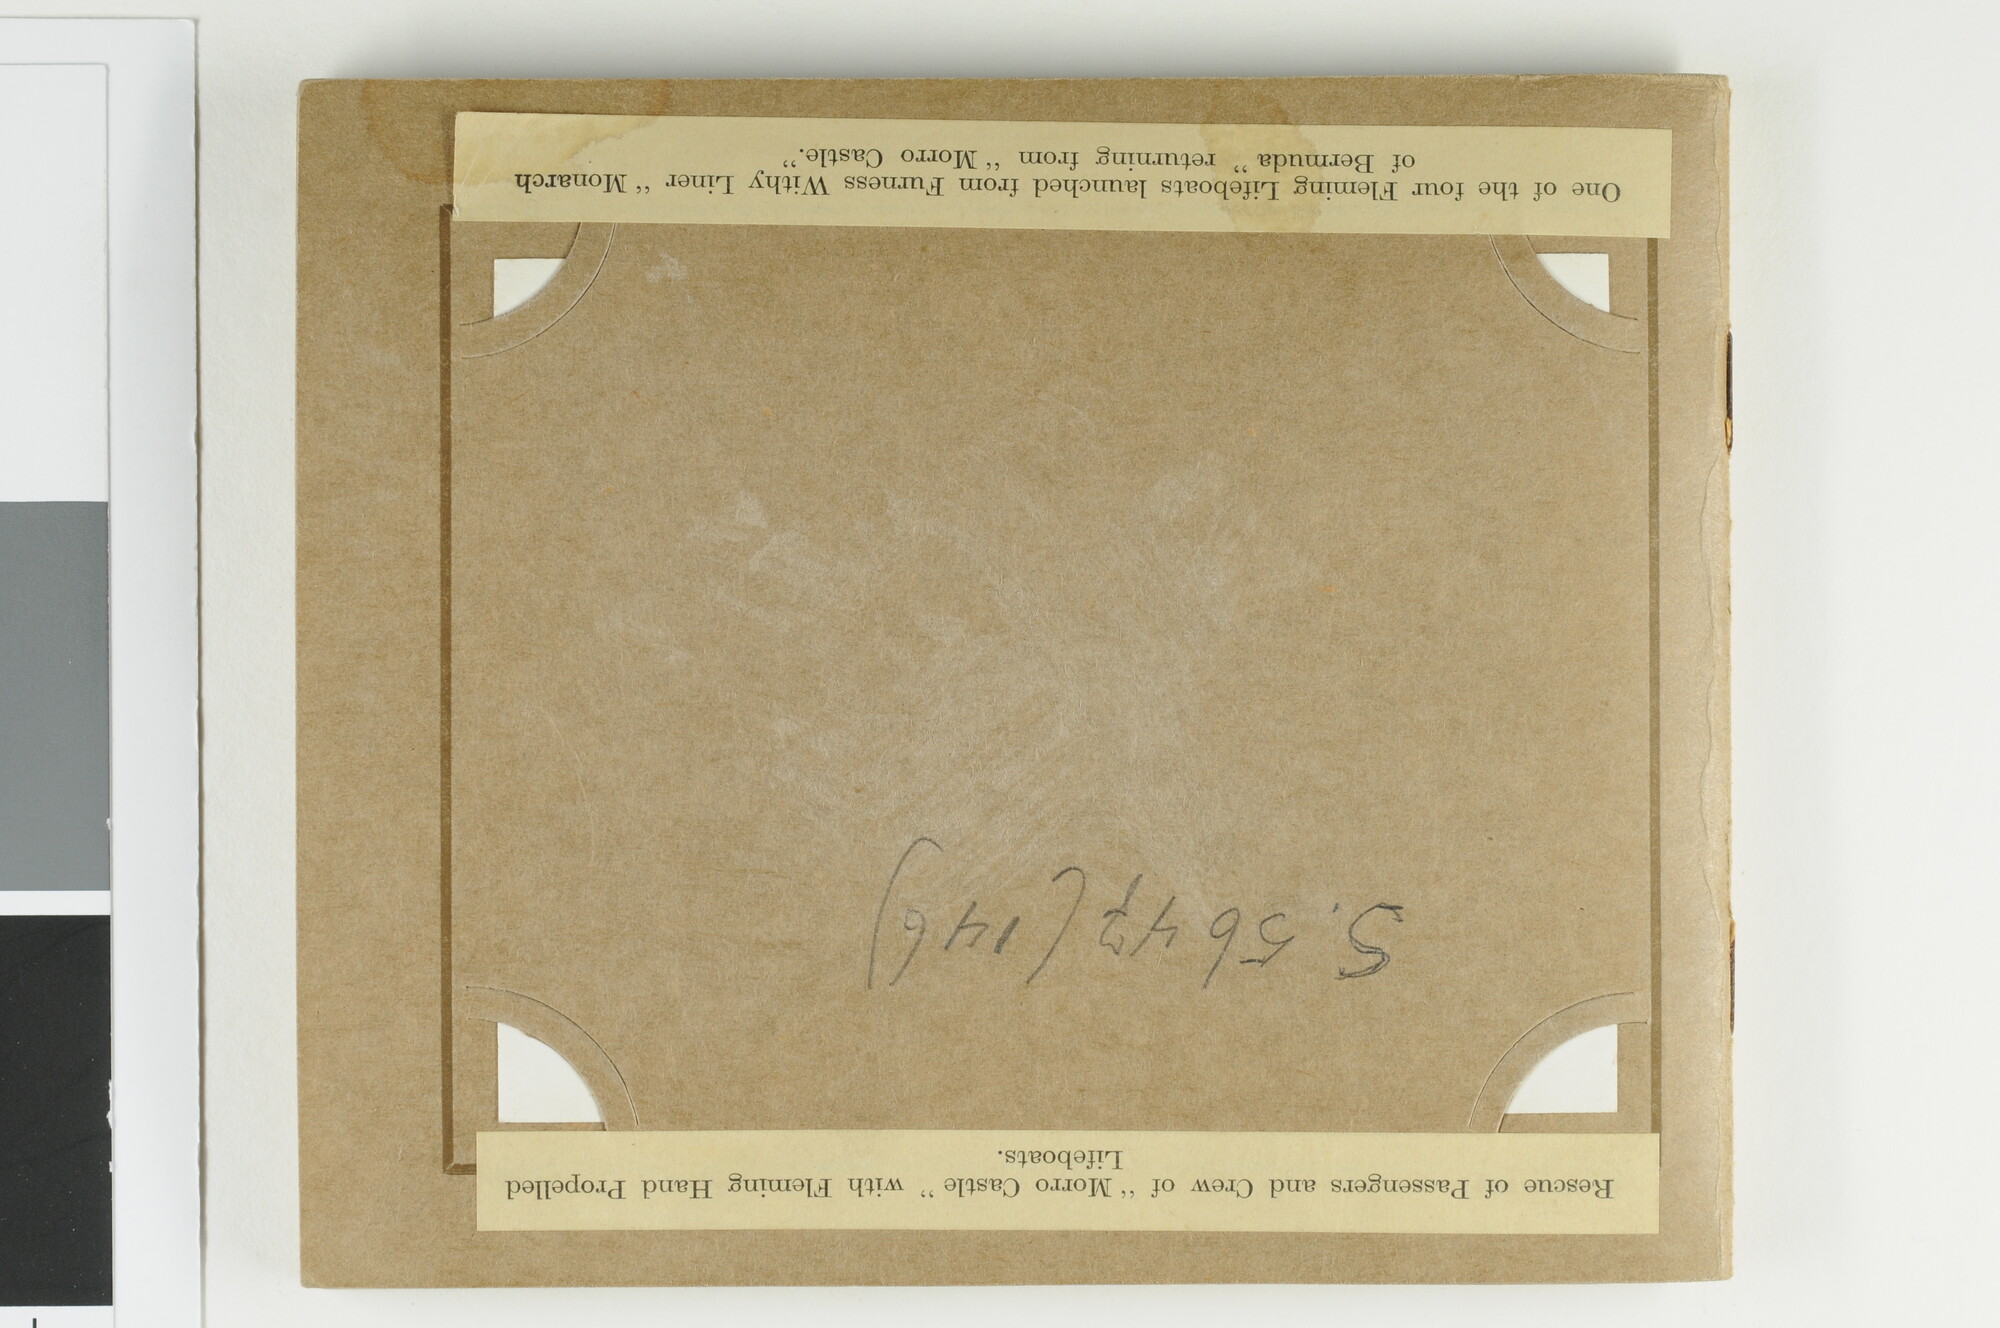 Rescue of Passengers and Crew of "Morro Castle" with Fleming Hand Propelled
Lifeboats.
S. 5647 (146)
One of the four Fleming Lifeboats launched from Furness Withy Liner "Monarch
of Bermuda" returning from "Morro Castle."